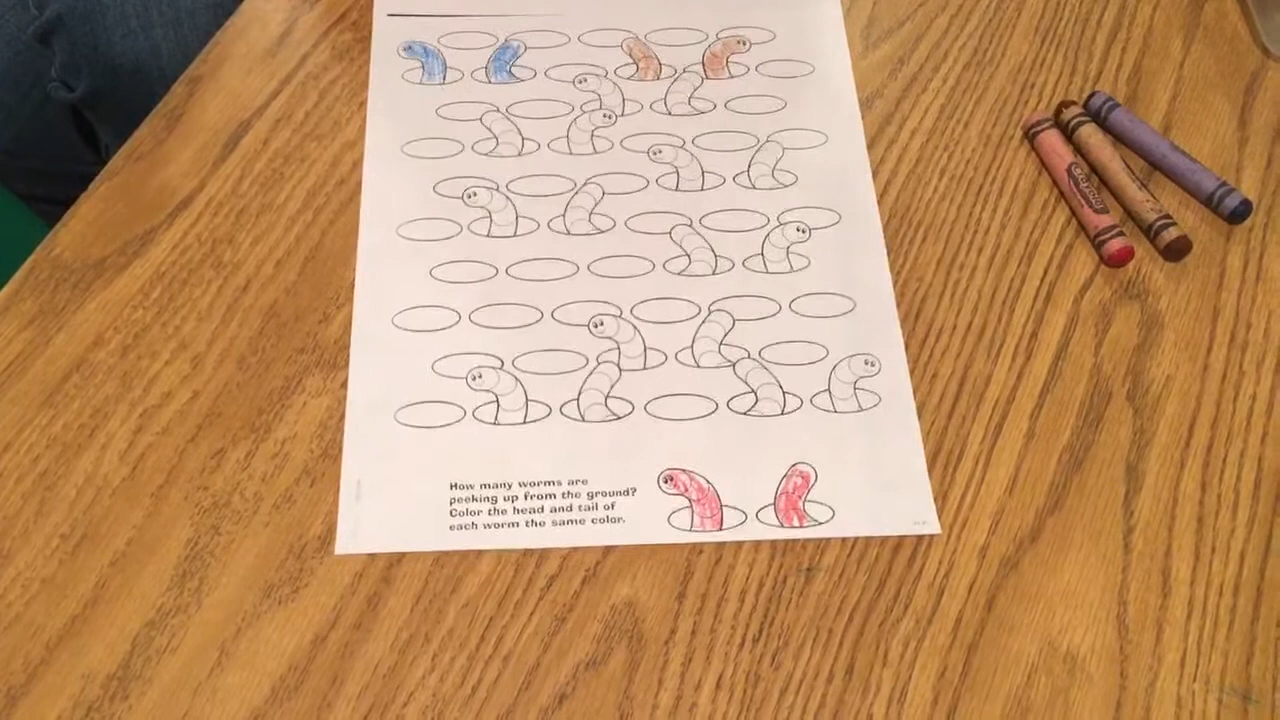 How many worms are
peeking up from the ground?
Color the head and tail of
each worm the same color.
Crayola